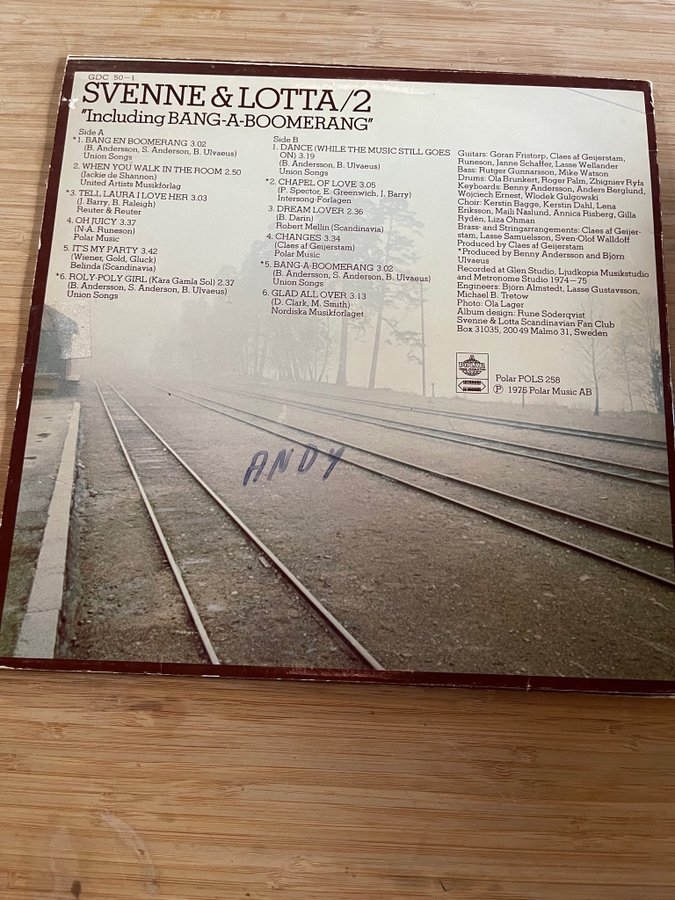 GDC 50-1
SVENNE & LOTTA/2
"Including BANG-A-BOOMERANG"
Side A
*1. BANG EN BOOMERANG 3.02
(B. Andersson, S. Anderson, B. Ulvaeus)
Union Songs
2. WHEN YOU WALK IN THE ROOM 2.50
(Jackie de Shannon)
United Artists Musikförlag
*3. TELL LAURA I LOVE HER 3.03
(J. Barry, B. Raleigh)
Reuter & Reuter
4. OH JUICY 3.37
(N-A. Runeson)
Polar Music
5. IT'S MY PARTY 3.42
(Wiener, Gold, Gluck)
Belinda (Scandinavia)
*6. ROLY-POLY GIRL (Kära Gamla Sol) 2.37
(B. Andersson, S. Anderson, B. Ulvaeus)
Union Songs
Side B
1. DANCE (WHILE THE MUSIC STILL GOES
ON) 3.19
(B. Andersson, B. Ulvaeus)
Union Songs
*2. CHAPEL OF LOVE 3.05
(P. Spector, E. Greenwich, J. Barry)
Intersong-Förlagen
3. DREAM LOVER 2.36
(B. Darin)
Robert Mellin (Scandinavia)
4. CHANGES 3.34
(Claes af Geijerstam)
Polar Music
*5. BANG-A-BOOMERANG 3.02
(B. Andersson, S. Anderson, B. Ulvaeus)
Union Songs
6. GLAD ALL OVER 3.13
(D. Clark, M. Smith)
Nordiska Musikförlaget
Guitars: Göran Fristorp, Claes af Geijerstam,
Runeson, Janne Schaffer, Lasse Wellander
Bass: Rutger Gunnarsson, Mike Watson
Drums: Ola Brunkert, Roger Palm, Zbigniev Ryfa
Keyboards: Benny Andersson, Anders Berglund,
Wojciech Ernest, Wlodek Gulgowski
Choir: Kerstin Bagge, Kerstin Dahl, Lena
Eriksson, Maili Näslund, Annica Risberg, Gilla
Rydén, Liza Öhman
Brass- and Stringarrangements: Claes af Geijer-
stam, Lasse Samuelsson, Sven-Olof Walldoff
Produced by Claes af Geijerstam
*Produced by Benny Andersson and Björn
Ulvaeus
Recorded at Glen Studio, Ljudkopia Musikstudio
and Metronome Studio 1974-75
Engineers: Björn Almstedt, Lasse Gustavsson,
Michael B. Tretow
Photo: Ola Lager
Album design: Rune Söderqvist
Svenne & Lotta Scandinavian Fan Club
Box 31035, 200 49 Malmö 31, Sweden
POLAR
Polar POLS 258
℗ 1975 Polar Music AB
ANDY